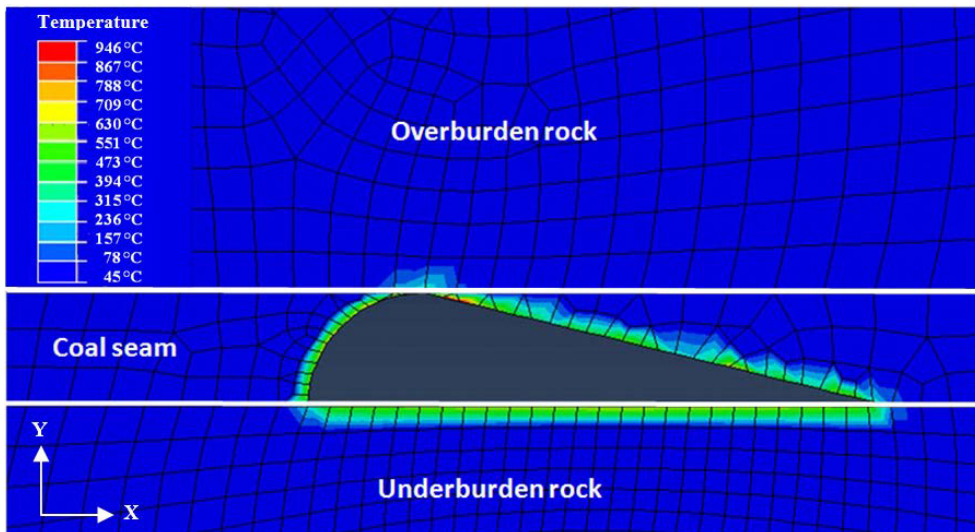 Temperature
946°C
867°C
788°C
709°C
630°C
551°C
473°C
394°C
315°C
236°C
157°C
78°C
45°C
Overburden rock
Coal seam
Y
X
Underburden rock